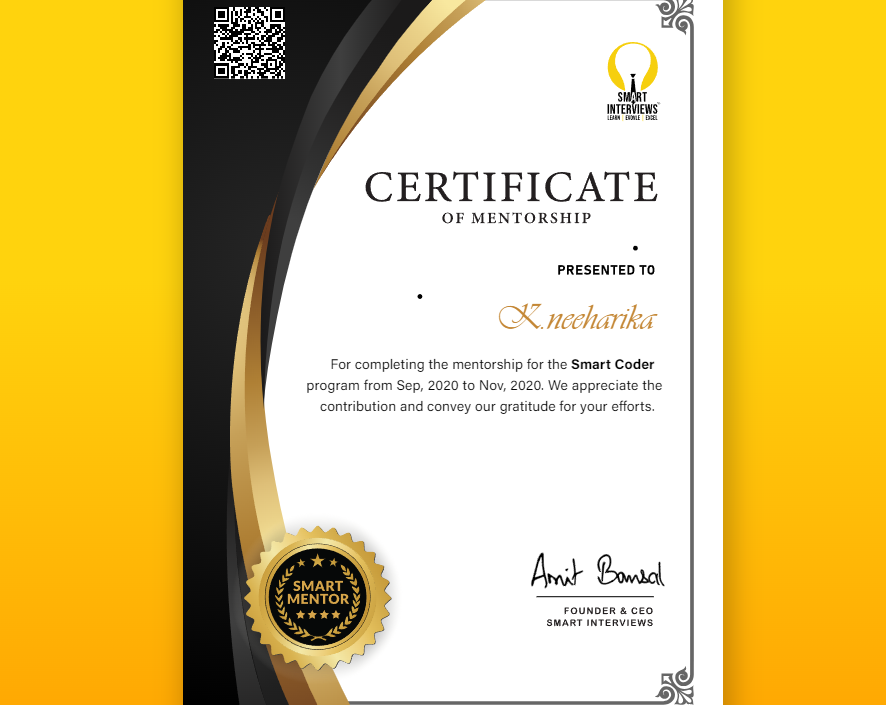 SMART
INTERVIEWS
LEARN EVOLVE EXCEL
CERTIFICATE
OF MENTORSHIP
PRESENTED TO
K.neeharika
For completing the mentorship for the Smart Coder
program from Sep, 2020 to Nov, 2020. We appreciate the
contribution and convey our gratitude for your efforts.
SMART
MENTOR
Amit Bansal
FOUNDER & CEO
SMART INTERVIEWS